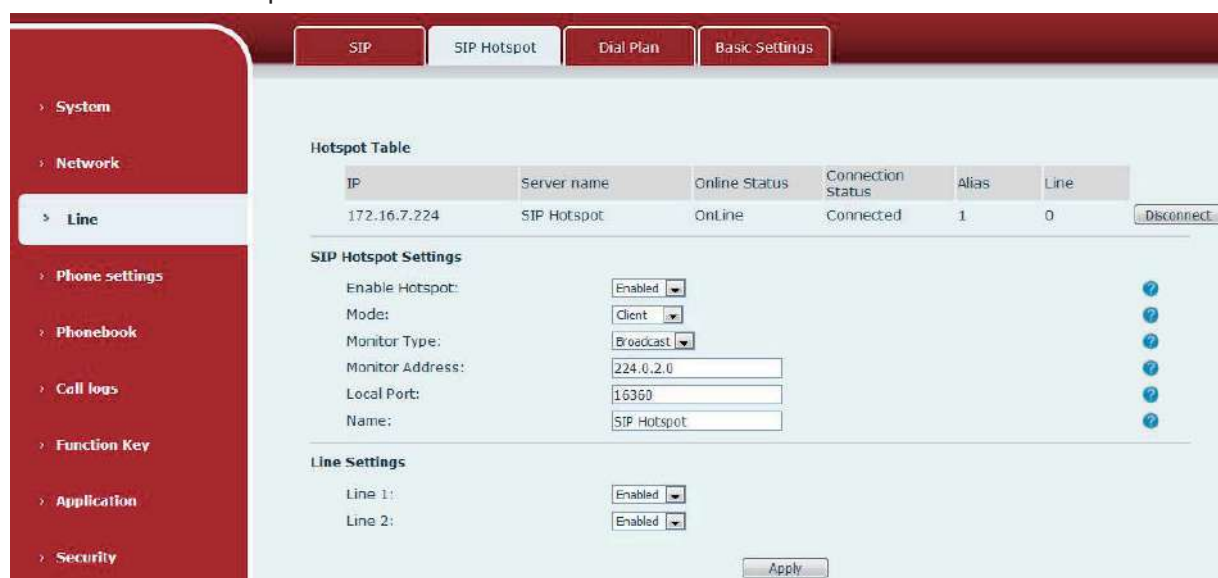 SIP SIP Hotspot Dial Plan Basic Settings
› System
› Network
› Line
› Phone settings
› Phonebook
› Call logs
› Function Key
› Application
› Security
Hotspot Table
IP Server name Online Status Connection Status Alias Line
172.16.7.224 SIP Hotspot OnLine Connected 1 0 Disconnect
SIP Hotspot Settings
Enable Hotspot: Enabled
Mode: Client
Monitor Type: Broadcast
Monitor Address: 224.0.2.0
Local Port: 16360
Name: SIP Hotspot
Line Settings
Line 1: Enabled
Line 2: Enabled
Apply